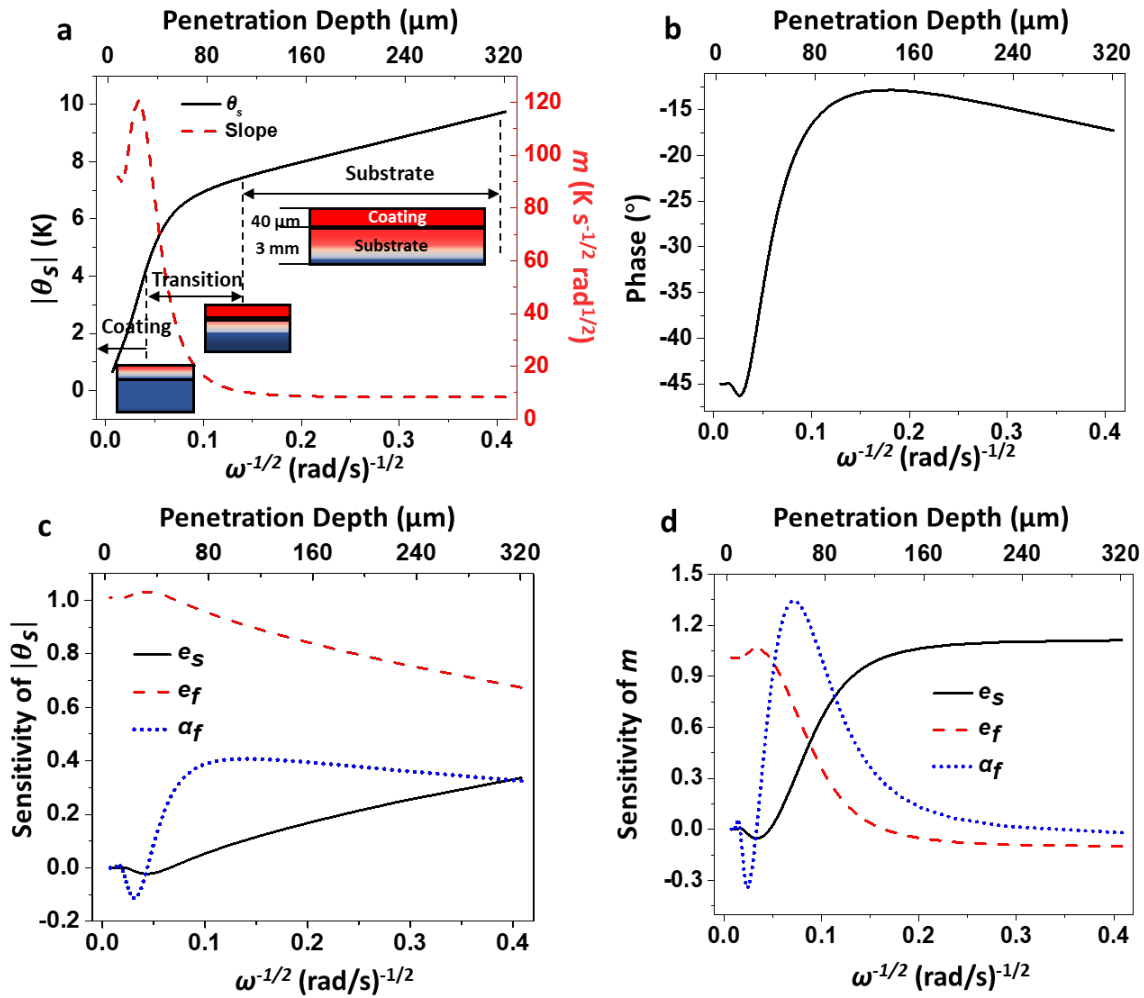 a
Penetration Depth (µm)
0 80 160 240 320
θs
Slope
|θs| (K)
10
8
6
4
2
0
120
100
80
60
40
20
0
m (K s-1/2 rad1/2)
Substrate
40 µm
Coating
3 mm
Substrate
Transition
Coating
0.0 0.1 0.2 0.3 0.4
ω-1/2 (rad/s)-1/2
b
Penetration Depth (µm)
0 80 160 240 320
Phase (°)
-15
-20
-25
-30
-35
-40
-45
0.0 0.1 0.2 0.3 0.4
ω-1/2 (rad/s)-1/2
c
Penetration Depth (µm)
0 80 160 240 320
Sensitivity of |θs|
1.0
0.8
0.6
0.4
0.2
0.0
-0.2
es
ef
αf
0.0 0.1 0.2 0.3 0.4
ω-1/2 (rad/s)-1/2
d
Penetration Depth (µm)
0 80 160 240 320
Sensitivity of m
1.5
1.2
0.9
0.6
0.3
0.0
-0.3
es
ef
αf
0.0 0.1 0.2 0.3 0.4
ω-1/2 (rad/s)-1/2